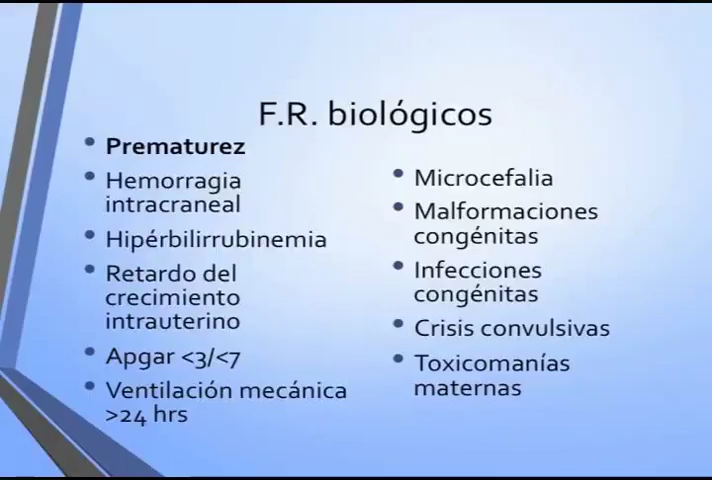 F.R. biológicos
• Prematurez
• Hemorragia
intracraneal
• Hipérbilirrubinemia
• Retardo del
crecimiento
intrauterino
• Apgar <3/<7
• Ventilación mecánica
>24 hrs
• Microcefalia
• Malformaciones
congénitas
• Infecciones
congénitas
• Crisis convulsivas
• Toxicomanías
maternas